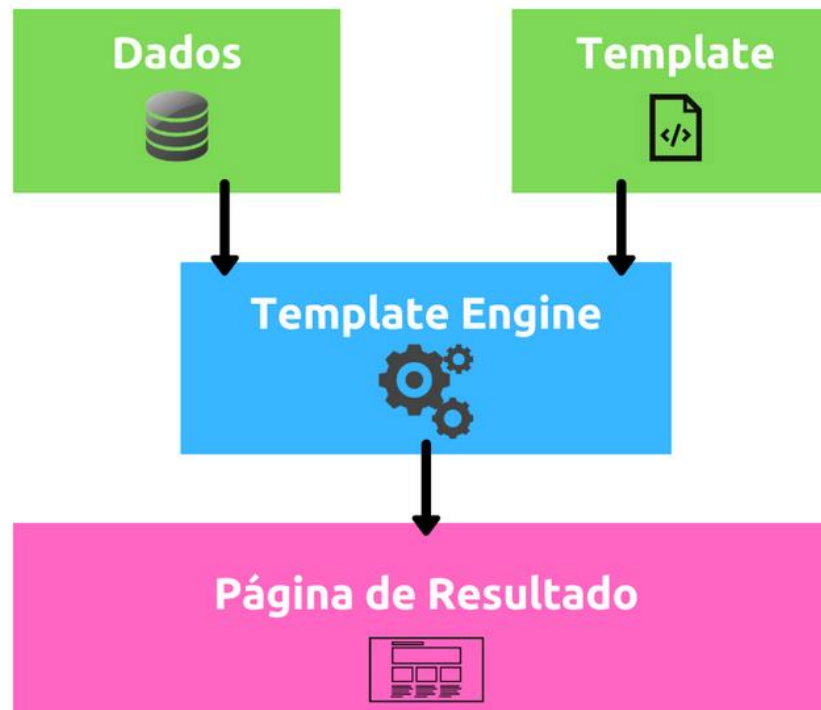 Dados
Template
</>
Template Engine
Página de Resultado